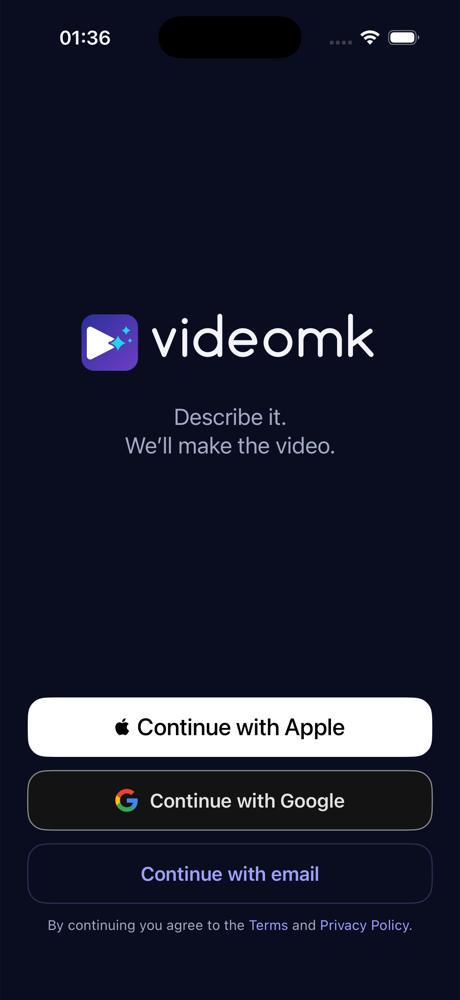 01:36
videomk
Describe it.
We’ll make the video.
Continue with Apple
Continue with Google
Continue with email
By continuing you agree to the Terms and Privacy Policy.